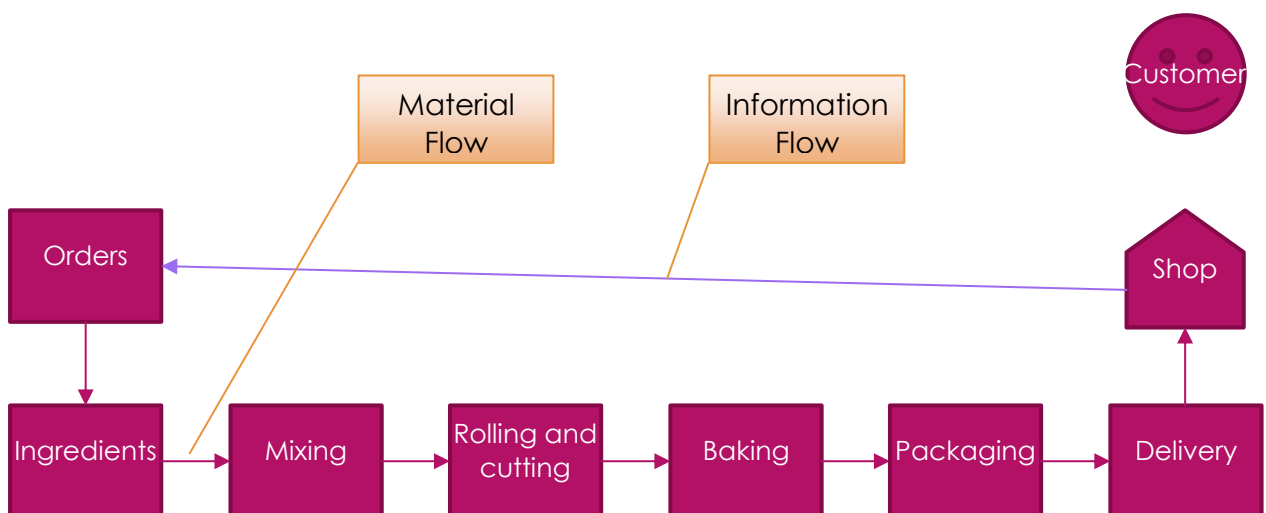 Customer
Material
Flow
Information
Flow
Orders
Shop
Ingredients
Mixing
Rolling and
cutting
Baking
Packaging
Delivery